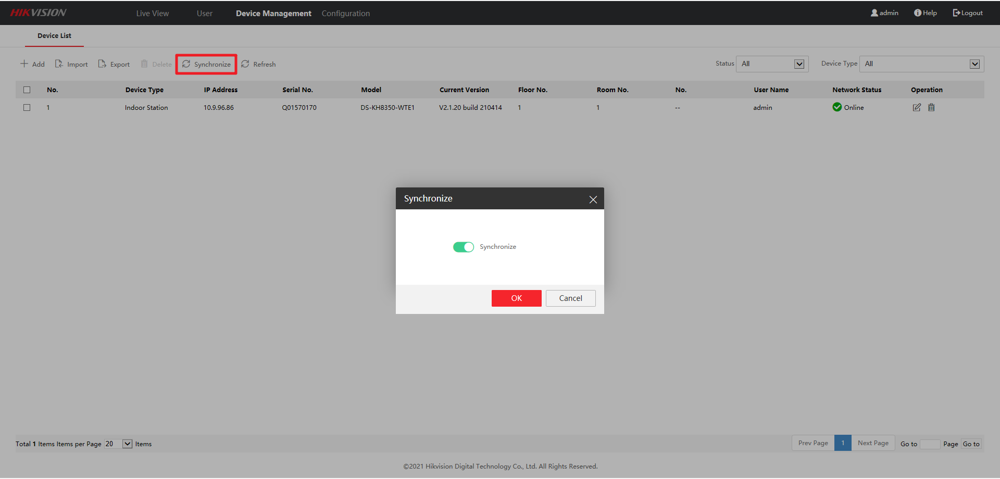 HIKVISION Live View User Device Management Configuration admin Help Logout
Device List
Add Import Export Delete Synchronize Refresh Status All Device Type All
No. Device Type IP Address Serial No. Model Current Version Floor No. Room No. No. User Name Network Status Operation
1 Indoor Station 10.9.96.86 Q01570170 DS-KH8350-WTE1 V2.1.20 build 210414 1 1 -- admin Online
Synchronize
Synchronize
OK Cancel
Total 1 Items Items per Page 20 Items Prev Page 1 Next Page Go to Page Go to
©2021 Hikvision Digital Technology Co., Ltd. All Rights Reserved.